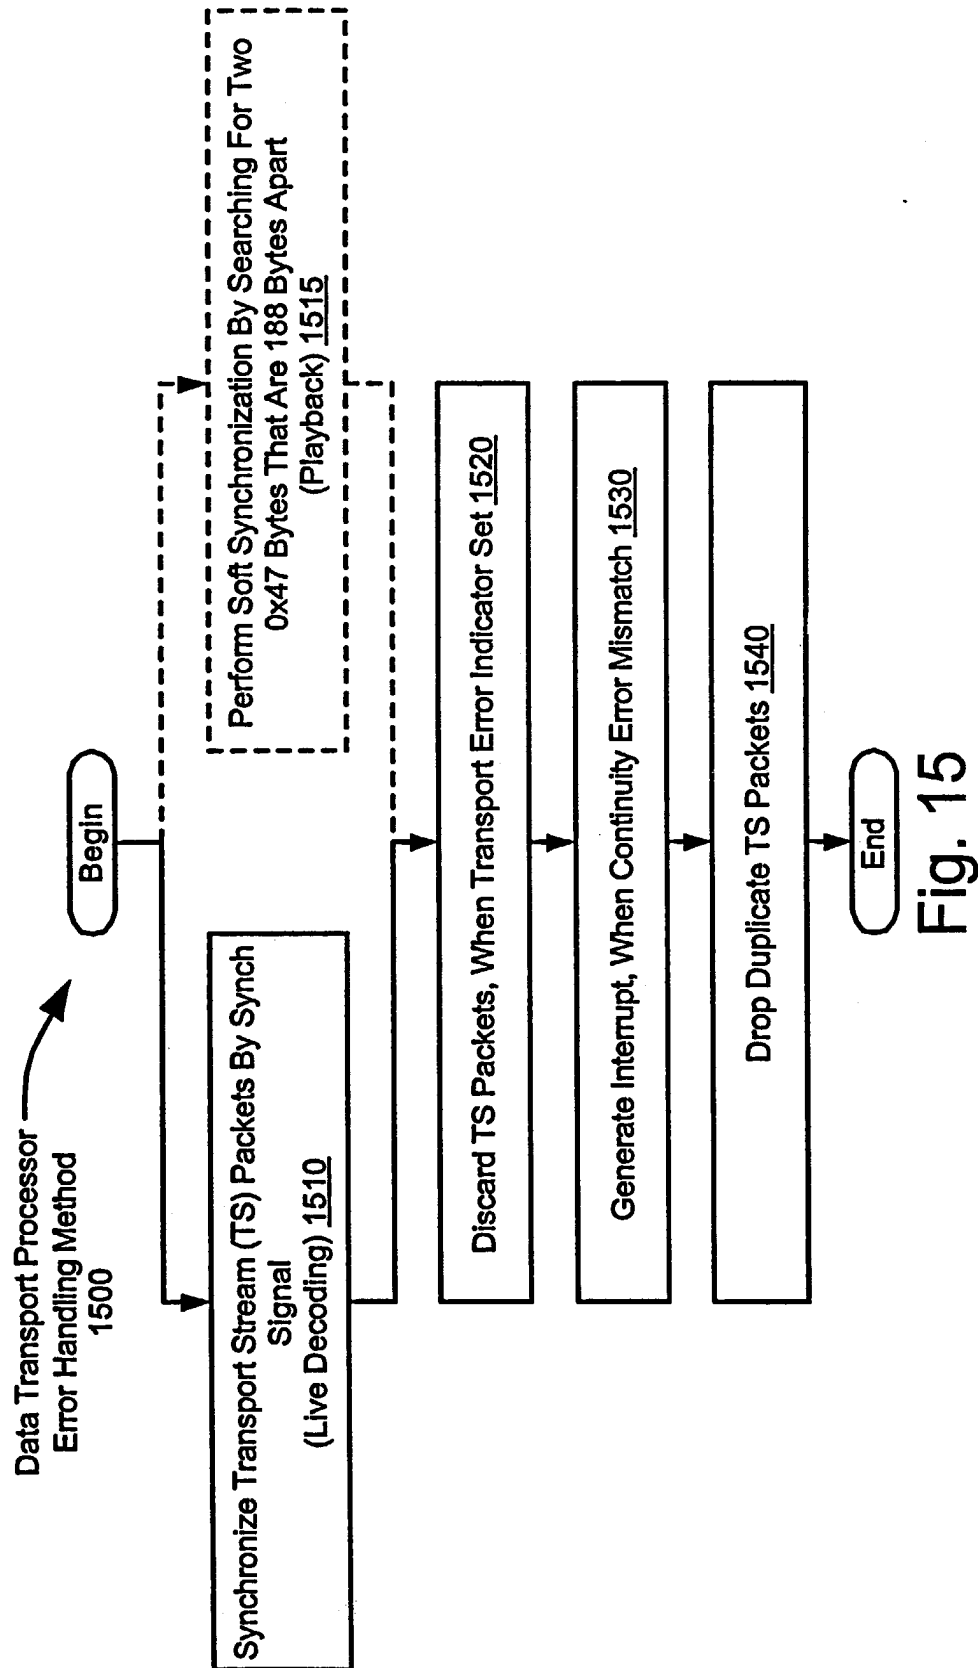 Data Transport Processor
Error Handling Method
1500
Begin
Synchronize Transport Stream (TS) Packets By Synch
Signal
(Live Decoding) 1510
Perform Soft Synchronization By Searching For Two
0x47 Bytes That Are 188 Bytes Apart
(Playback) 1515
Discard TS Packets, When Transport Error Indicator Set 1520
Generate Interrupt, When Continuity Error Mismatch 1530
Drop Duplicate TS Packets 1540
End
Fig. 15